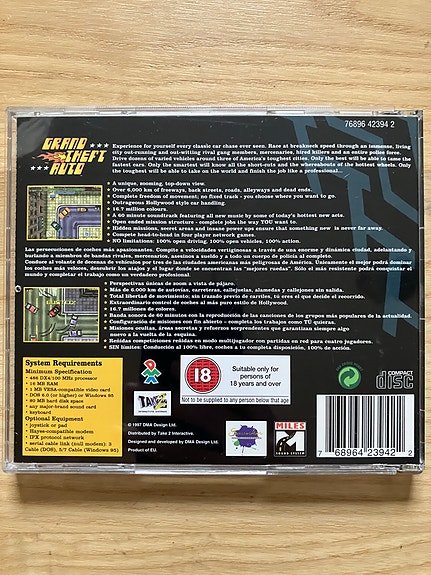 76896 42394 2
GRAND THEFT AUTO
Experience for yourself every classic car chase ever seen. Race at breakneck speed through an immense, living
city out-running and out-witting rival gang members, mercenaries, hired killers and an entire police force.
Drive dozens of varied vehicles around three of America's toughest cities. Only the best will be able to tame the
fastest cars. Only the smartest will know all the short-cuts and the whereabouts of the hottest wheels. Only
the toughest will be able to take on the world and finish the job like a professional...
• A unique, zooming, top-down view.
• Over 6,000 km of freeways, back streets, roads, alleyways and dead ends.
• Complete freedom of movement; no fixed track - you choose where you want to go.
• Outrageous Hollywood style car handling.
• 16.7 million colours.
• A 60 minute soundtrack featuring all new music by some of today's hottest new acts.
• Open ended mission structure - complete jobs the way YOU want to.
• Hidden missions, secret areas and insane power ups ensure that something new is never far away.
• Compete head-to-head in four player network games.
• NO limitations: 100% open driving, 100% open vehicles, 100% action.
Las persecuciones de coches más apasionantes. Compite a velocidades vertiginosas a través de una enorme y dinámica ciudad, adelantando y
burlando a miembros de bandas rivales, mercenarios, asesinos a sueldo y a todo un cuerpo de policía al completo.
Conduce al volante de decenas de vehículos por tres de las ciudades americanas más peligrosas de América. Únicamente el mejor podrá dominar
los coches más veloces, descubrir los atajos y el lugar donde se encuentran las "mejores ruedas". Sólo el más resistente podrá conquistar el
mundo y completar el trabajo como un verdadero profesional.
• Perspectivas únicas de zoom a vista de pájaro.
• Más de 6.000 km de autovías, carreteras, callejuelas, alamedas y callejones sin salida.
• Total libertad de movimiento; sin trazado previo de carriles, tú eres el que decide el recorrido.
• Extraordinario control de coches al más puro estilo de Hollywood.
• 16.7 millones de colores.
• Banda sonora de 60 minutos con la reproducción de las canciones de los grupos más populares de la actualidad.
• Configuración de misiones con fin abierto - completa los trabajos como TÚ quieras.
• Misiones ocultas, áreas secretas y refuerzos sorprendentes que garantizan siempre algo
nuevo a la vuelta de la esquina.
• Reñidas competiciones reñidas en modo multijugador con partidas en red para cuatro jugadores.
• SIN límites: Conducción al 100% libre, coches a tu completa disposición, 100% de acción.
System Requirements
Minimum Specification
• 486 DX4/100 MHz processor
• 16 MB RAM
• 1 MB VESA-compatible video card
• DOS 6.0 (or higher) or Windows 95
• 80 MB hard disk space
• any major-brand sound card
• keyboard
Optional Equipment
• joystick or pad
• Hayes-compatible modem
• IPX protocol network
• serial cable link (null modem): 3
Cable (DOS), 5/7 Cable (Windows 95)
TAKE 2
© 1997 DMA Design Ltd.
Distributed by Take 2 Interactive.
Designed and developed by DMA Design Ltd.
Product of EU.
18
Suitable only for
persons of
18 years and over
Not to be supplied to any person below that age
MILES
SOUND SYSTEM
COMPACT
disc
7 68964 23942 2